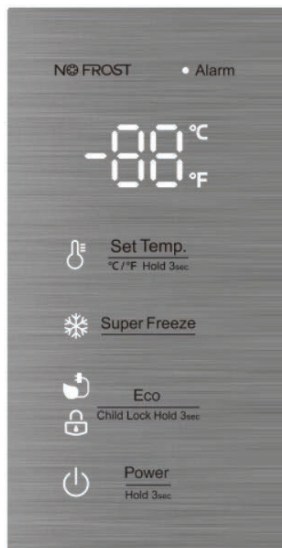 NO FROST
Alarm
-88 °C
°F
Set Temp.
°C/°F Hold 3sec
Super Freeze
Eco
Child Lock Hold 3sec
Power
Hold 3sec